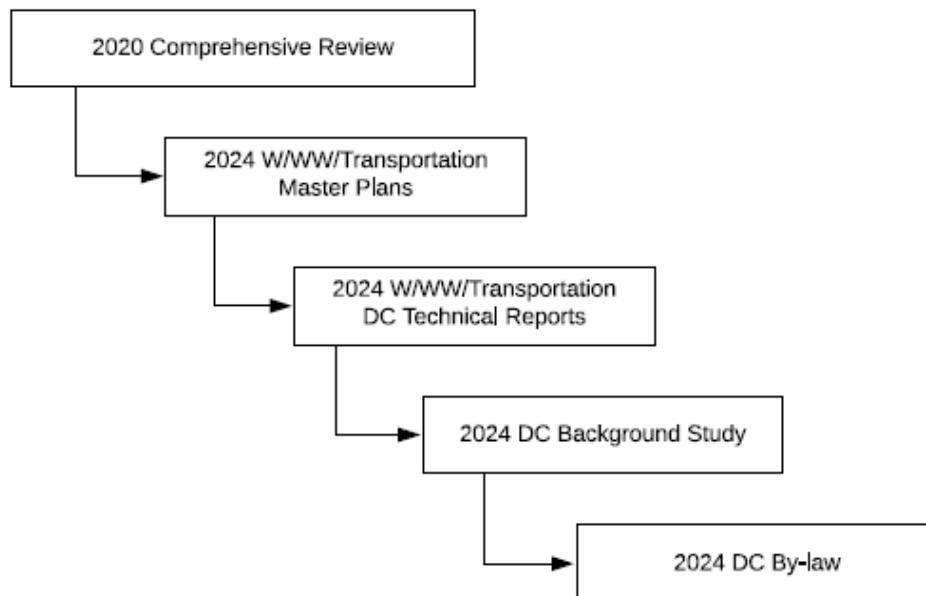 2020 Comprehensive Review
2024 W/WW/Transportation
Master Plans
2024 W/WW/Transportation
DC Technical Reports
2024 DC Background Study
2024 DC By-law